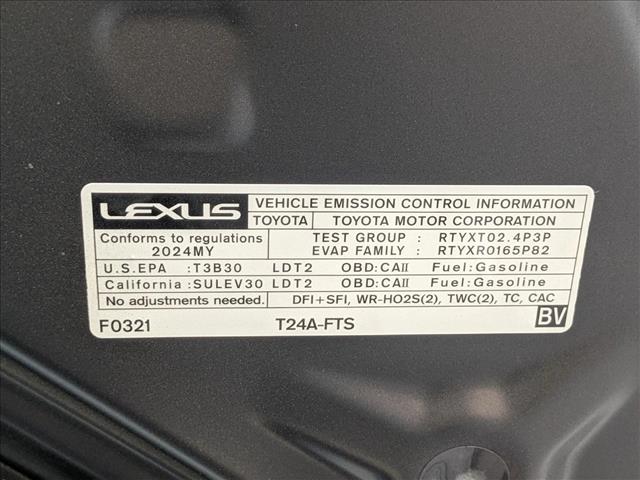 LEXUS VEHICLE EMISSION CONTROL INFORMATION
TOYOTA TOYOTA MOTOR CORPORATION
Conforms to regulations TEST GROUP : RTYXT02.4P3P
2024MY EVAP FAMILY : RTYXR0165P82
U.S.EPA :T3B30 LDT2 OBD:CAII Fuel:Gasoline
California:SULEV30 LDT2 OBD:CAII Fuel:Gasoline
No adjustments needed. DFI+SFI, WR-HO2S(2), TWC(2), TC, CAC
F0321 T24A-FTS BV